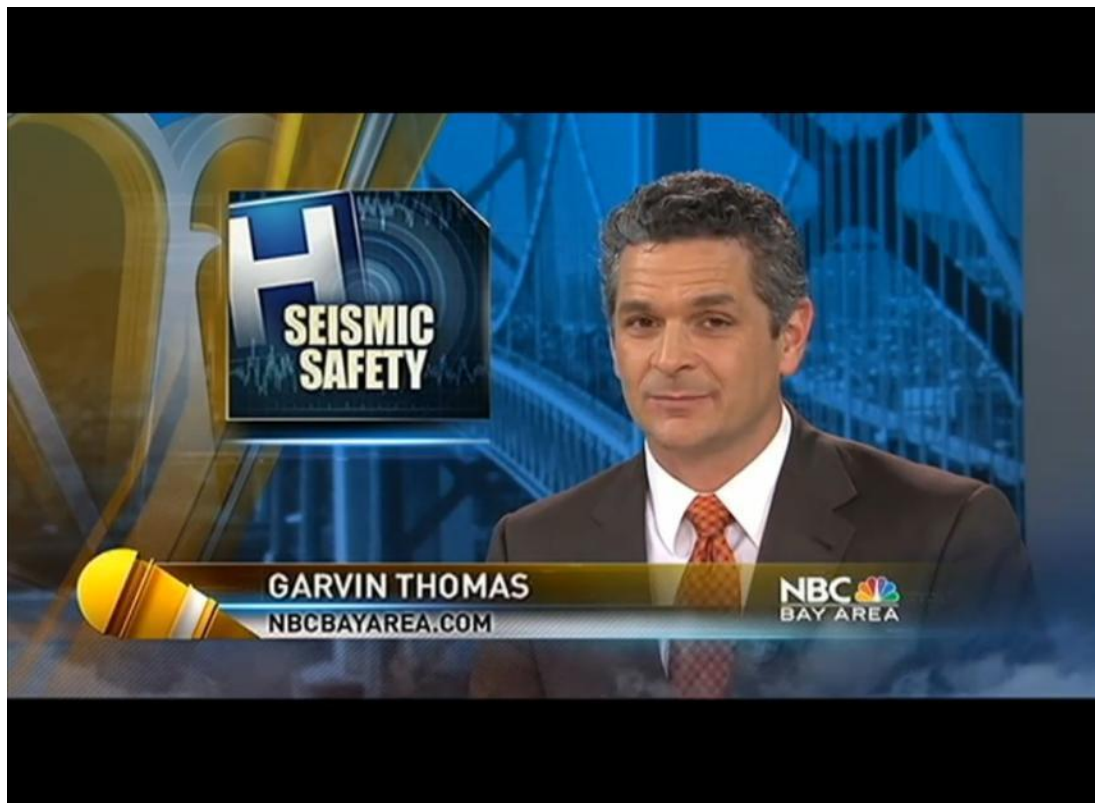 H
SEISMIC
SAFETY
GARVIN THOMAS
NBCBAYAREA.COM
NBC
BAY AREA